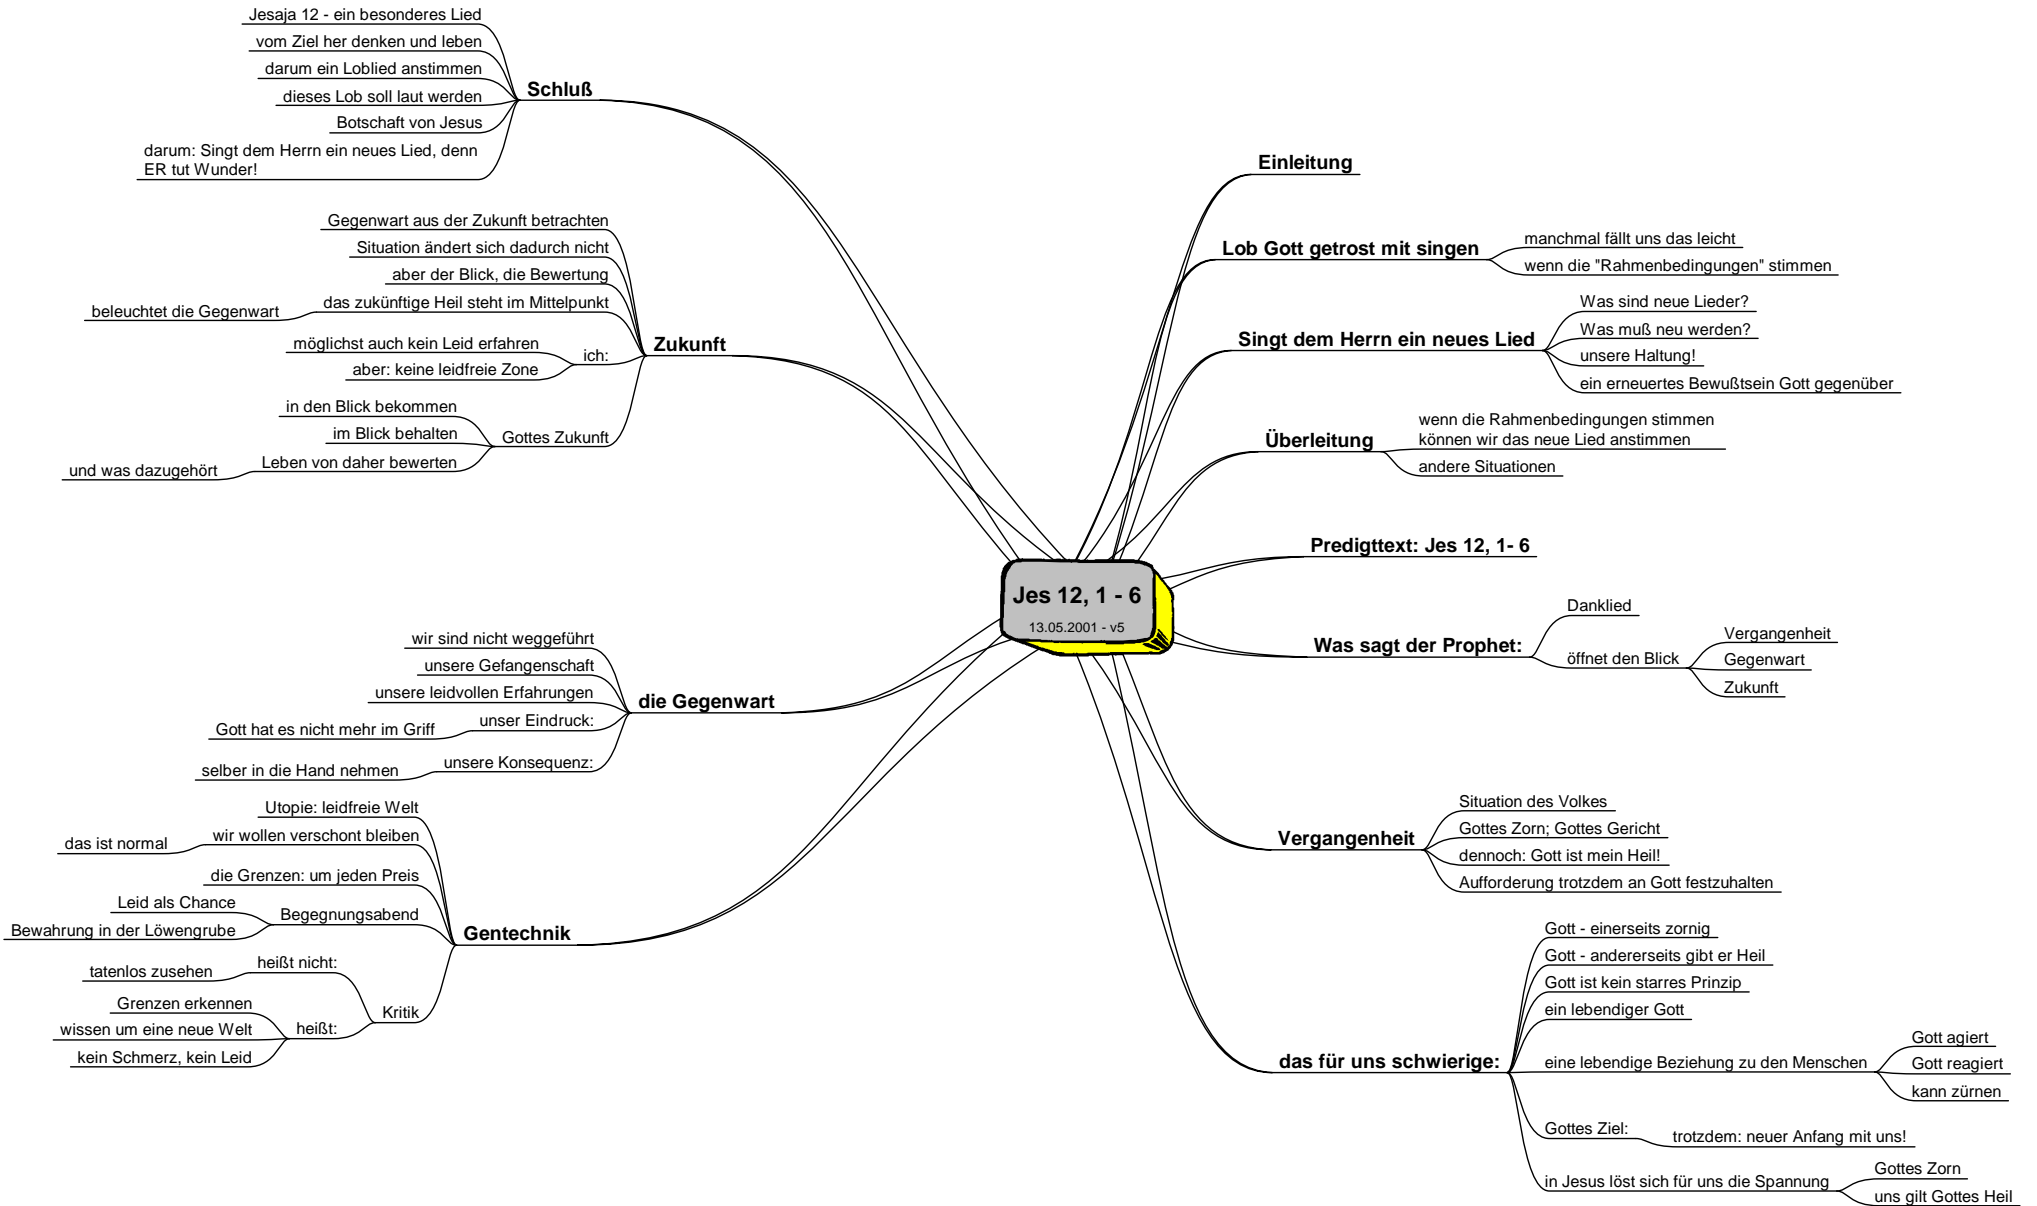 Jes 12, 1 - 6
13.05.2001 - v5
Einleitung
Lob Gott getrost mit singen
manchmal fällt uns das leicht
wenn die "Rahmenbedingungen" stimmen
Singt dem Herrn ein neues Lied
Was sind neue Lieder?
Was muß neu werden?
unsere Haltung!
ein erneuertes Bewußtsein Gott gegenüber
Überleitung
wenn die Rahmenbedingungen stimmen
können wir das neue Lied anstimmen
andere Situationen
Predigttext: Jes 12, 1- 6
Was sagt der Prophet:
Danklied
öffnet den Blick
Vergangenheit
Gegenwart
Zukunft
Vergangenheit
Situation des Volkes
Gottes Zorn; Gottes Gericht
dennoch: Gott ist mein Heil!
Aufforderung trotzdem an Gott festzuhalten
das für uns schwierige:
Gott - einerseits zornig
Gott - andererseits gibt er Heil
Gott ist kein starres Prinzip
ein lebendiger Gott
eine lebendige Beziehung zu den Menschen
Gott agiert
Gott reagiert
kann zürnen
Gottes Ziel:
trotzdem: neuer Anfang mit uns!
in Jesus löst sich für uns die Spannung
Gottes Zorn
uns gilt Gottes Heil
Gentechnik
Utopie: leidfreie Welt
wir wollen verschont bleiben
das ist normal
die Grenzen: um jeden Preis
Begegnungsabend
Leid als Chance
Bewahrung in der Löwengrube
Kritik
heißt nicht:
tatenlos zusehen
heißt:
Grenzen erkennen
wissen um eine neue Welt
kein Schmerz, kein Leid
die Gegenwart
wir sind nicht weggeführt
unsere Gefangenschaft
unsere leidvollen Erfahrungen
unser Eindruck:
Gott hat es nicht mehr im Griff
unsere Konsequenz:
selber in die Hand nehmen
Zukunft
Gegenwart aus der Zukunft betrachten
Situation ändert sich dadurch nicht
aber der Blick, die Bewertung
das zukünftige Heil steht im Mittelpunkt
beleuchtet die Gegenwart
ich:
möglichst auch kein Leid erfahren
aber: keine leidfreie Zone
Gottes Zukunft
in den Blick bekommen
im Blick behalten
Leben von daher bewerten
und was dazugehört
Schluß
Jesaja 12 - ein besonderes Lied
vom Ziel her denken und leben
darum ein Loblied anstimmen
dieses Lob soll laut werden
Botschaft von Jesus
darum: Singt dem Herrn ein neues Lied, denn
ER tut Wunder!